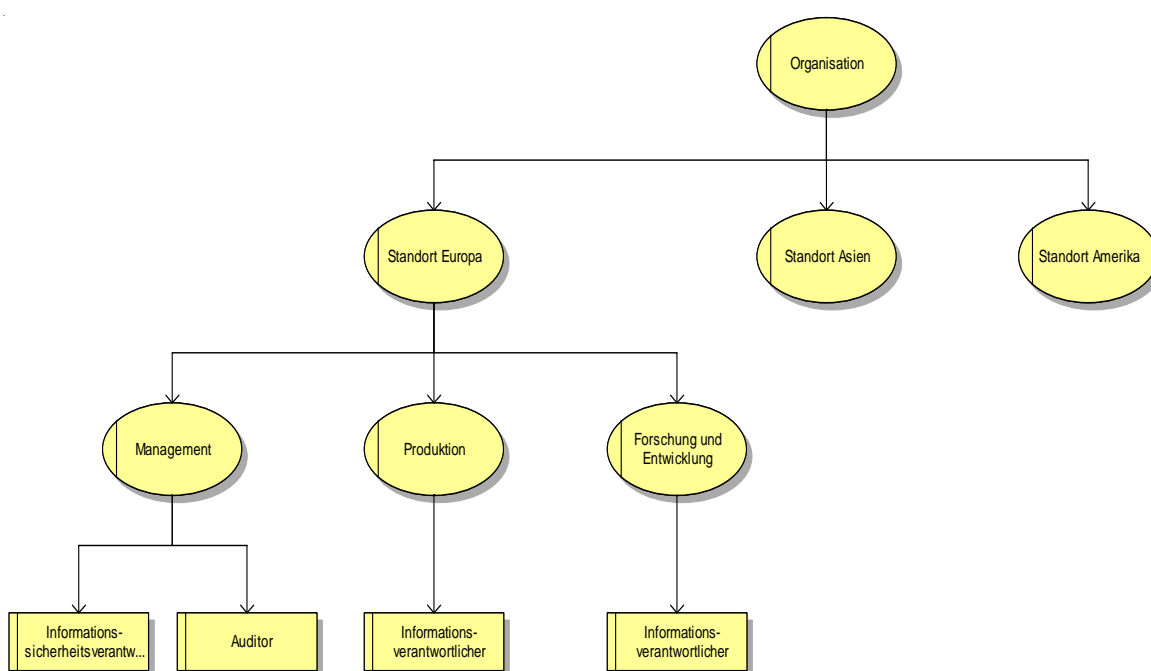 Organisation
Standort Europa
Standort Asien
Standort Amerika
Management
Produktion
Forschung und
Entwicklung
Informations-
sicherheitsverantw...
Auditor
Informations-
verantwortlicher
Informations-
verantwortlicher